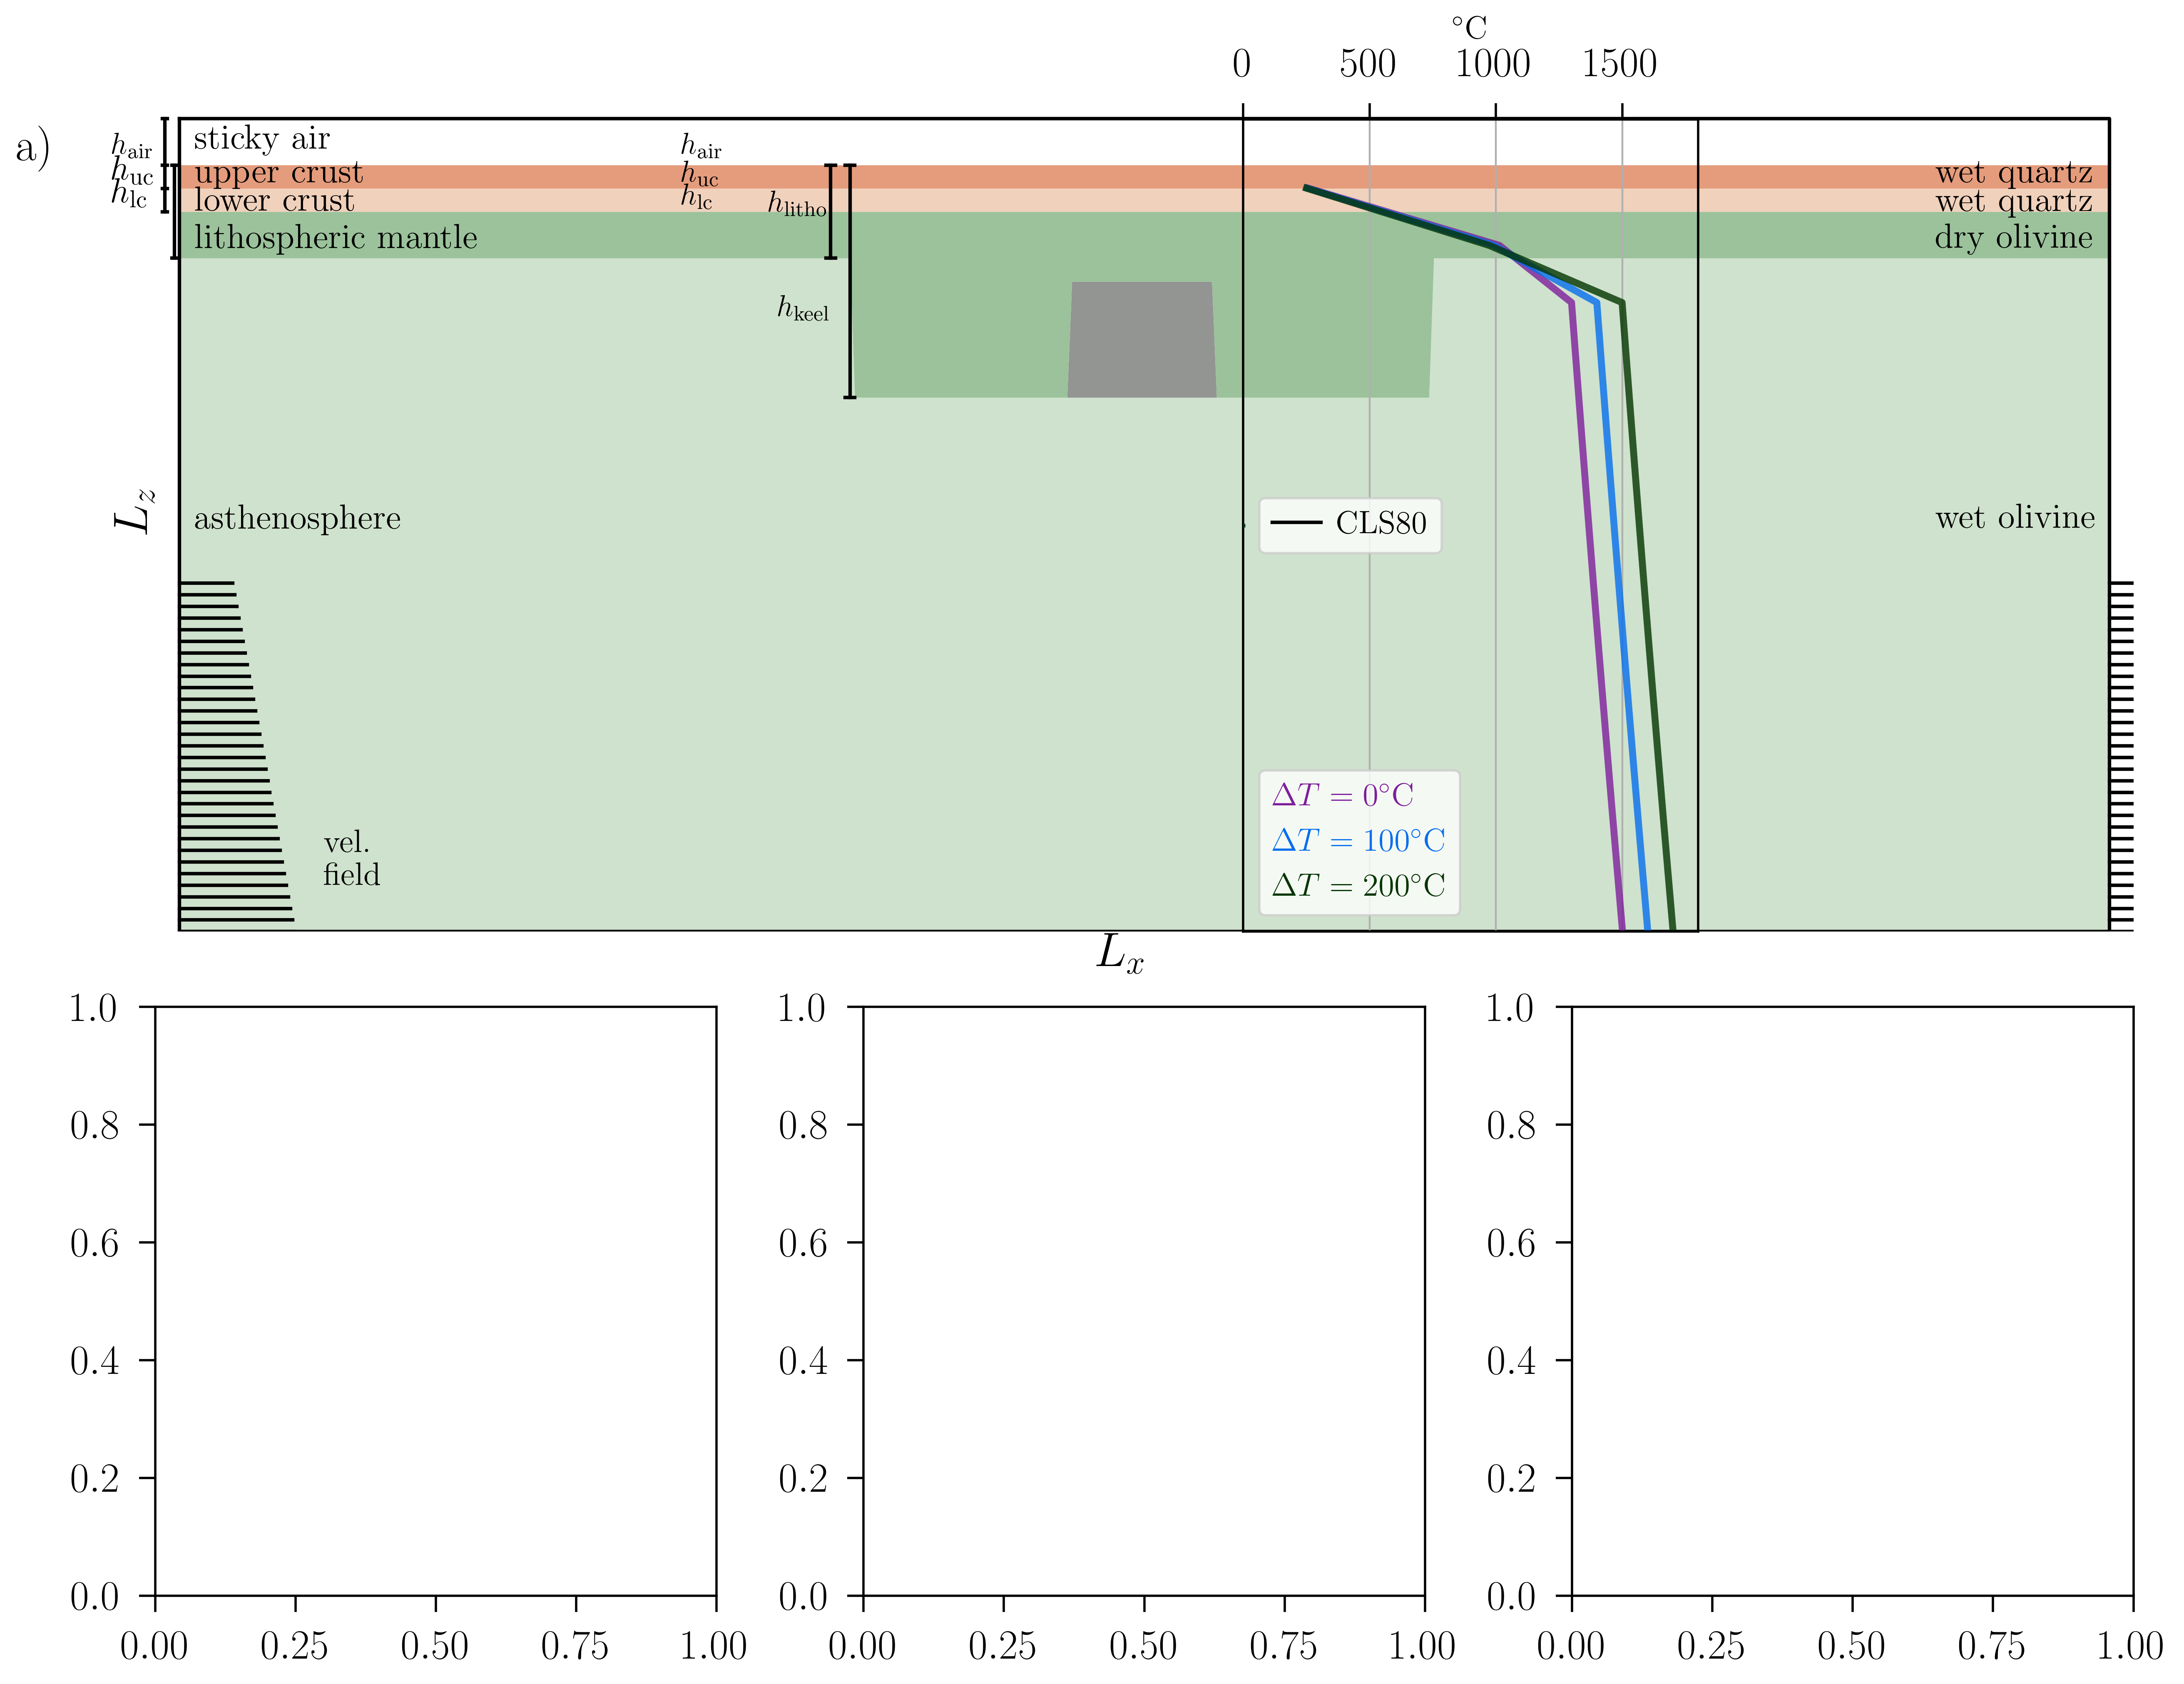 °C
0 500 1000 1500
a)
sticky air
h_air h_air
h_uc upper crust h_uc wet quartz
h_lc lower crust h_lc h_litho wet quartz
lithospheric mantle dry olivine
h_keel
L_z
asthenosphere CLS80 wet olivine
ΔT = 0°C
vel. ΔT = 100°C
field ΔT = 200°C
L_x
1.0 1.0 1.0
0.8 0.8 0.8
0.6 0.6 0.6
0.4 0.4 0.4
0.2 0.2 0.2
0.0 0.0 0.0
0.00 0.25 0.50 0.75 1.00 0.00 0.25 0.50 0.75 1.00 0.00 0.25 0.50 0.75 1.00